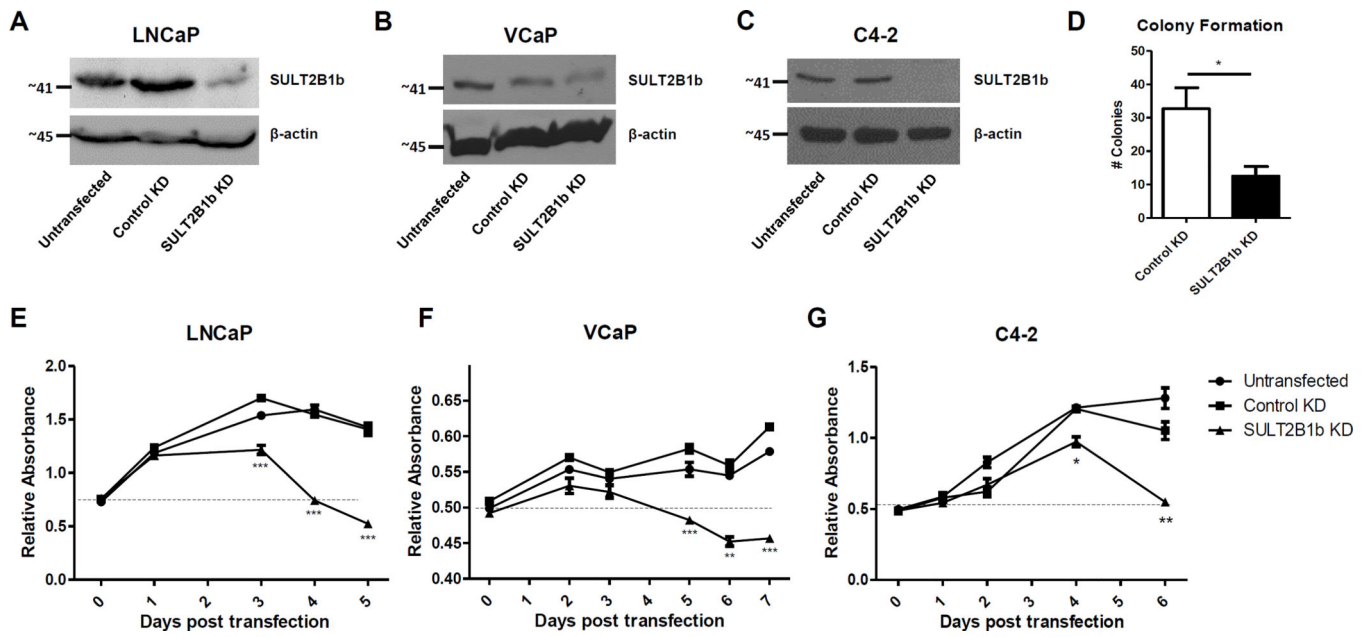 A
LNCaP
~41
SULT2B1b
~45
β-actin
Untransfected
Control KD
SULT2B1b KD
B
VCaP
~41
SULT2B1b
~45
β-actin
Untransfected
Control KD
SULT2B1b KD
C
C4-2
~41
SULT2B1b
~45
β-actin
Untransfected
Control KD
SULT2B1b KD
D
Colony Formation
# Colonies
50
40
30
20
10
0
*
Control KD
SULT2B1b KD
E
LNCaP
Relative Absorbance
2.0
1.5
1.0
0.5
0.0
***
***
***
0
1
2
3
4
5
Days post transfection
F
VCaP
Relative Absorbance
0.65
0.60
0.55
0.50
0.45
0.40
***
**
***
0
1
2
3
4
5
6
7
Days post transfection
G
C4-2
Relative Absorbance
1.5
1.0
0.5
0.0
*
**
0
1
2
3
4
5
6
Days post transfection
Untransfected
Control KD
SULT2B1b KD